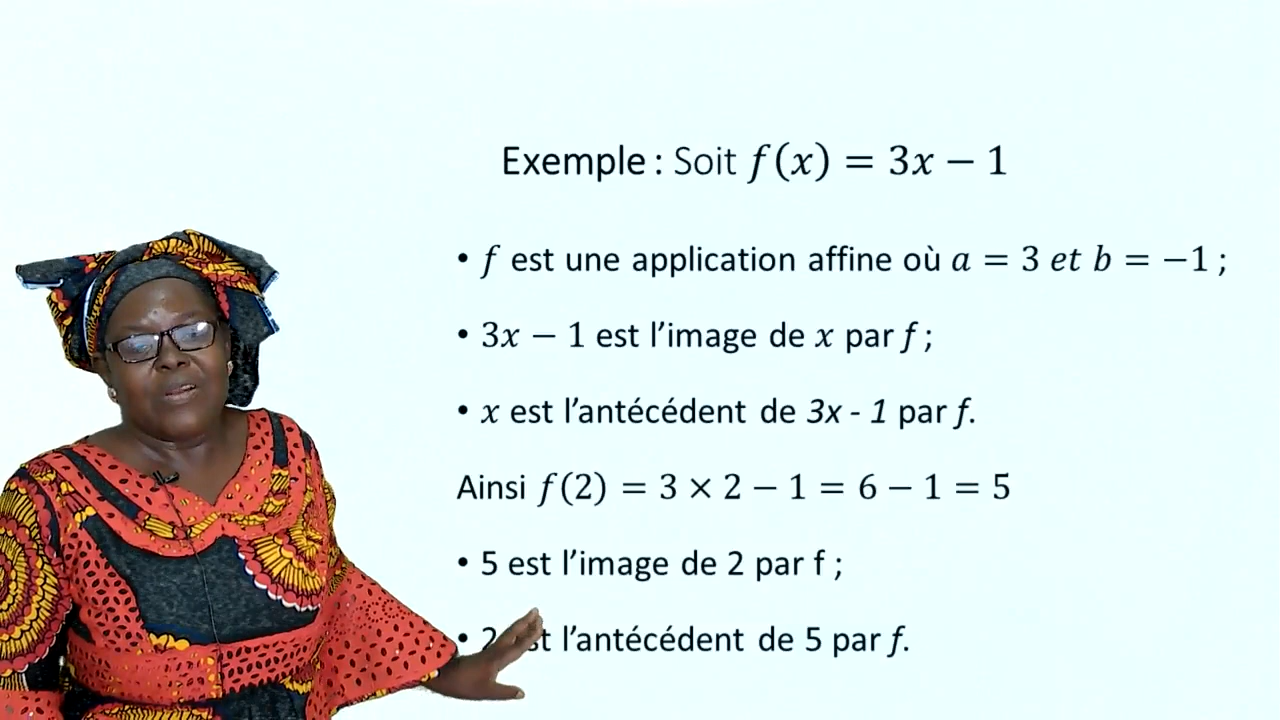 Exemple : Soit f(x) = 3x − 1
• f est une application affine où a = 3 et b = −1 ;
• 3x − 1 est l’image de x par f ;
• x est l’antécédent de 3x - 1 par f.
Ainsi f(2) = 3 × 2 − 1 = 6 − 1 = 5
• 5 est l’image de 2 par f ;
• 2 l’antécédent de 5 par f.